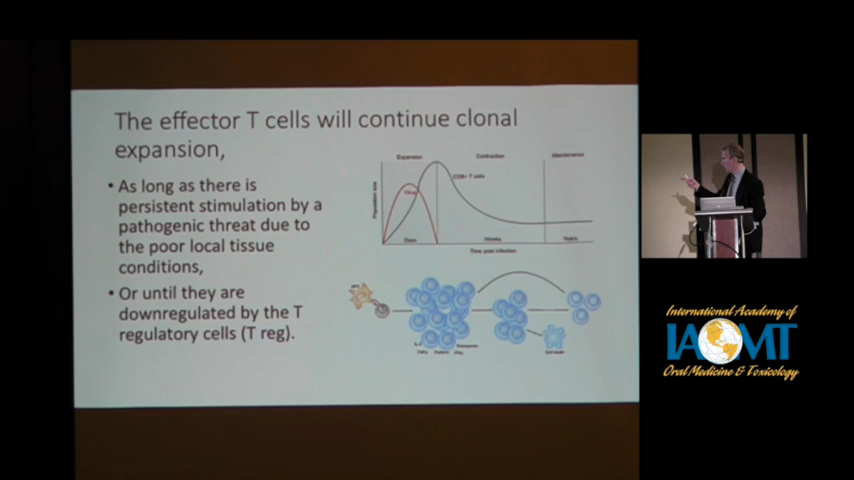 The effector T cells will continue clonal
expansion,
• As long as there is
persistent stimulation by a
pathogenic threat due to
the poor local tissue
conditions,
• Or until they are
downregulated by the T
regulatory cells (T reg).
Expansion
Contraction
Maintenance
Population size
Virus
CD8+ T cells
Days
Weeks
Years
Time post infection
Cell death
International Academy of
IAOMT
Oral Medicine & Toxicology